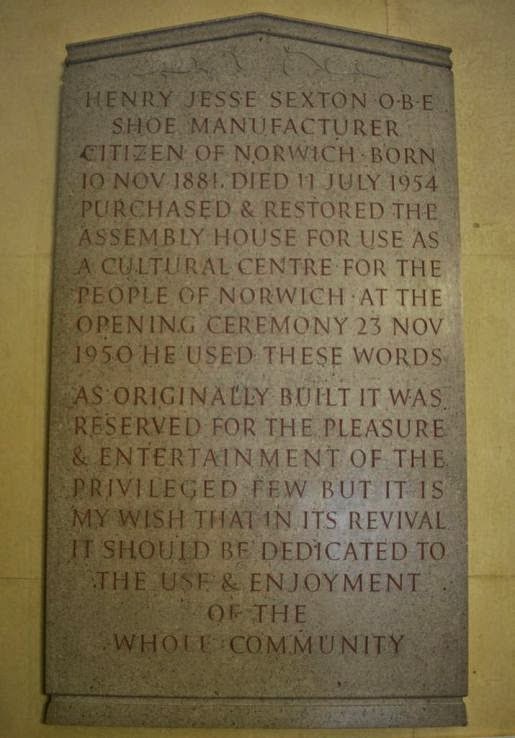 HENRY JESSE SEXTON O·B·E
SHOE MANUFACTURER
CITIZEN OF NORWICH · BORN
10 NOV 1881. DIED 11 JULY 1954
PURCHASED & RESTORED THE
ASSEMBLY HOUSE FOR USE AS
A CULTURAL CENTRE FOR THE
PEOPLE OF NORWICH · AT THE
OPENING CEREMONY 23 NOV
1950 HE USED THESE WORDS
AS ORIGINALLY BUILT IT WAS
RESERVED FOR THE PLEASURE
& ENTERTAINMENT OF THE
PRIVILEGED FEW BUT IT IS
MY WISH THAT IN ITS REVIVAL
IT SHOULD BE DEDICATED TO
THE USE & ENJOYMENT
OF THE
WHOLE COMMUNITY